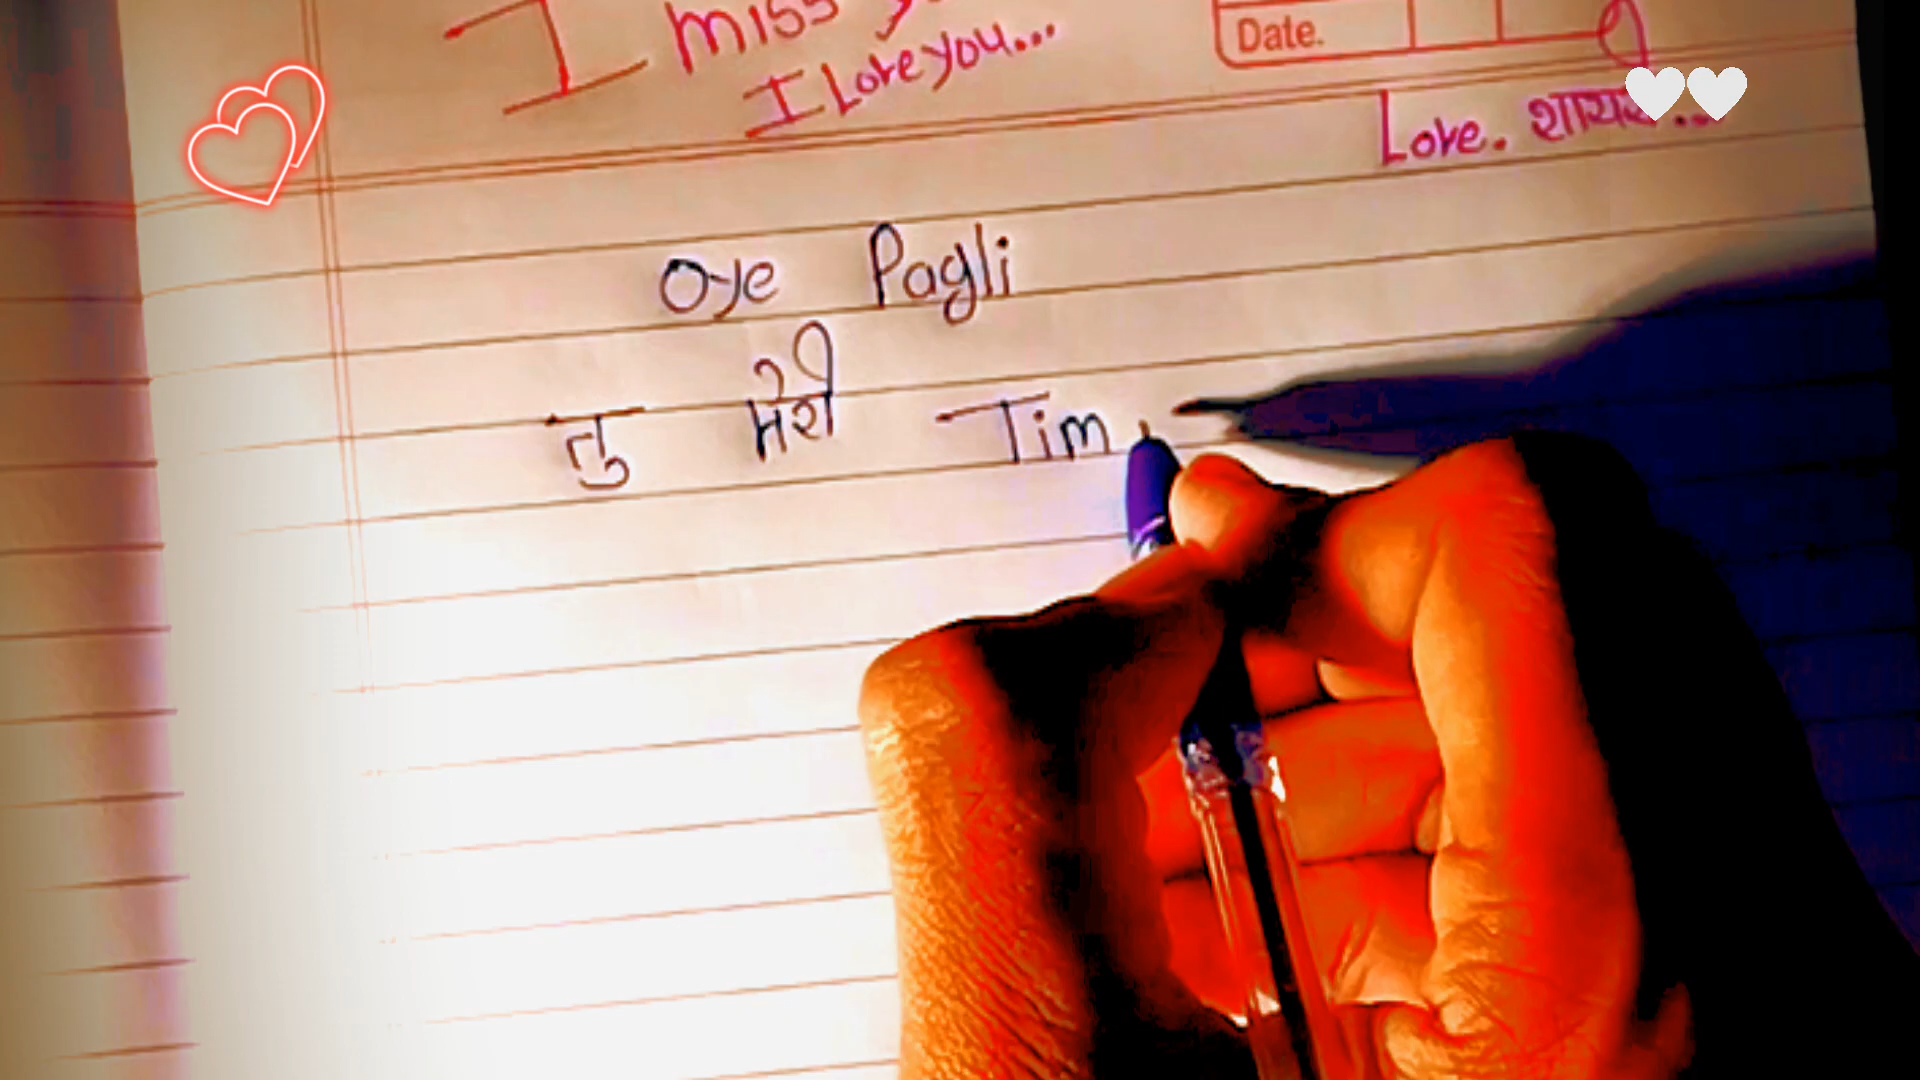 I miss
I Love you...
Date.
Love. शायरी...
Oye Pagli
तु मेरी Tim